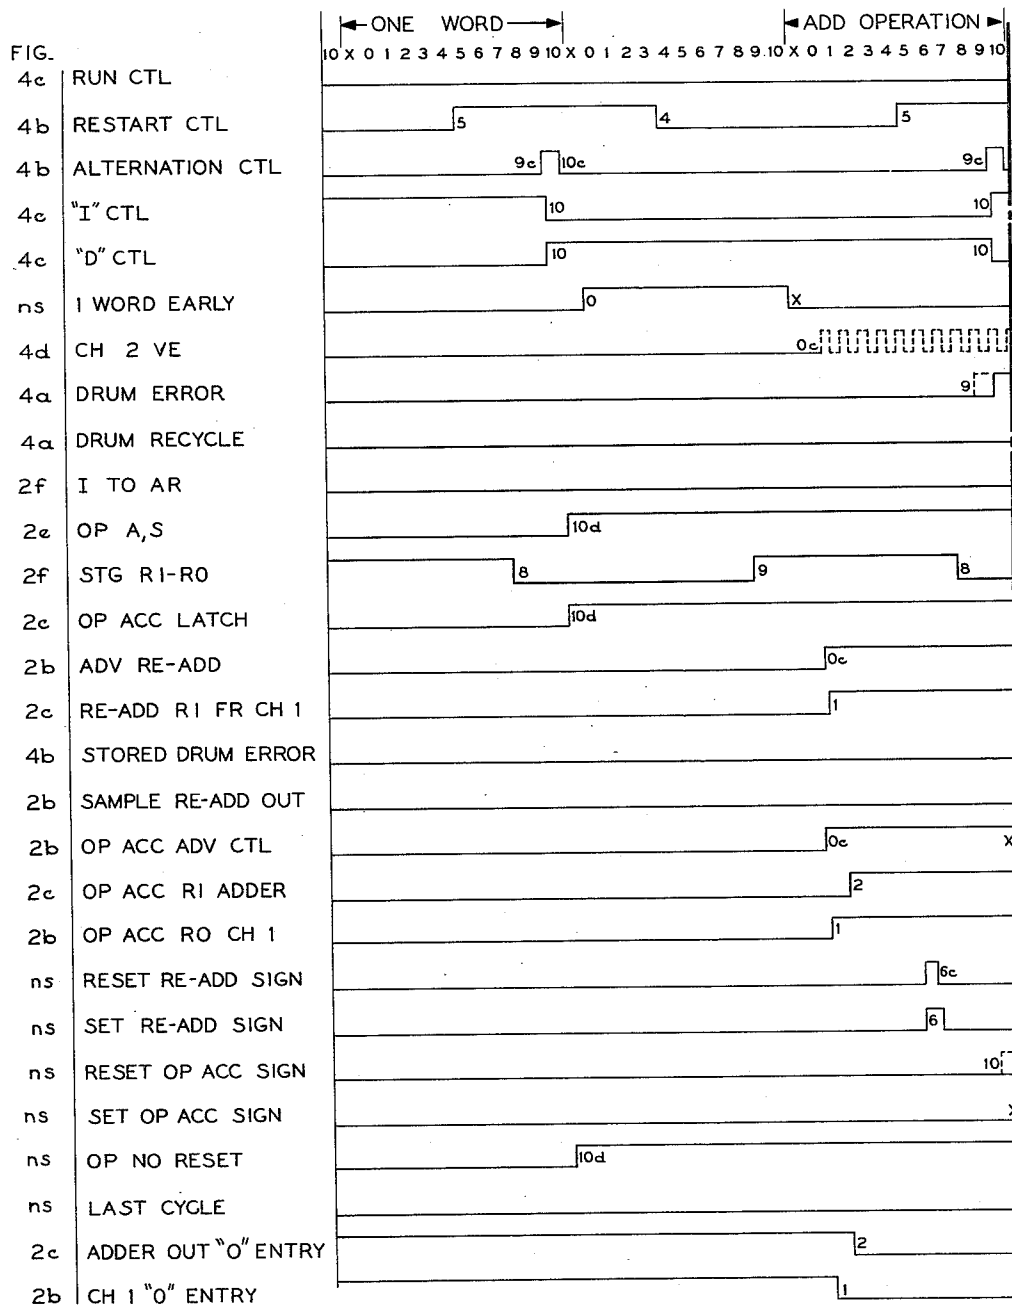 ONE WORD ADD OPERATION
FIG. 10 X 0 1 2 3 4 5 6 7 8 9 10 X 0 1 2 3 4 5 6 7 8 9 10 X 0 1 2 3 4 5 6 7 8 9 10
4c RUN CTL
4b RESTART CTL 5 4 5
4b ALTERNATION CTL 9c 10c 9c
4c "I" CTL 10 10
4c "D" CTL 10 10
ns 1 WORD EARLY 0 X
4d CH 2 VE 0c
4a DRUM ERROR 9
4a DRUM RECYCLE
2f I TO AR
2e OP A,S 10d
2f STG RI-RO 8 9 8
2c OP ACC LATCH 10d
2b ADV RE-ADD 0c
2c RE-ADD RI FR CH 1 1
4b STORED DRUM ERROR
2b SAMPLE RE-ADD OUT
2b OP ACC ADV CTL 0c X
2c OP ACC RI ADDER 2
2b OP ACC RO CH 1 1
ns RESET RE-ADD SIGN 6c
ns SET RE-ADD SIGN 6
ns RESET OP ACC SIGN 10
ns SET OP ACC SIGN
ns OP NO RESET 10d
ns LAST CYCLE
2c ADDER OUT "O" ENTRY 2
2b CH 1 "O" ENTRY 1